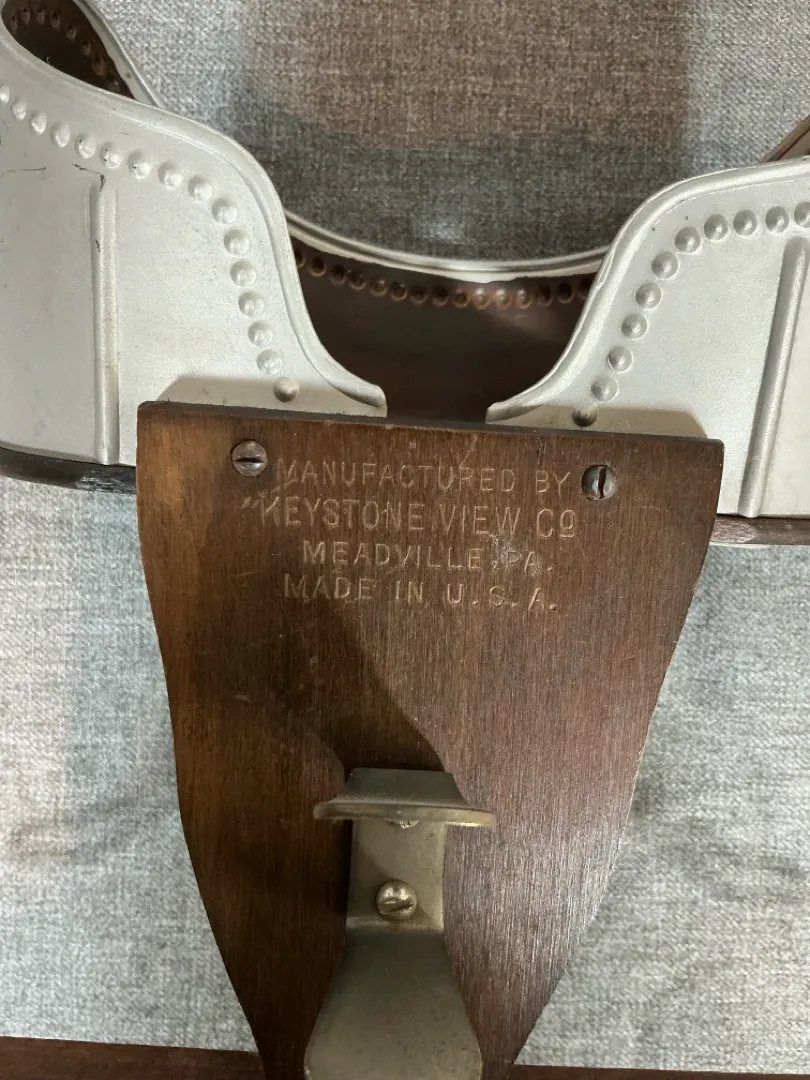 MANUFACTURED BY
"KEYSTONE VIEW Co
MEADVILLE, PA.
MADE IN U.S.A.